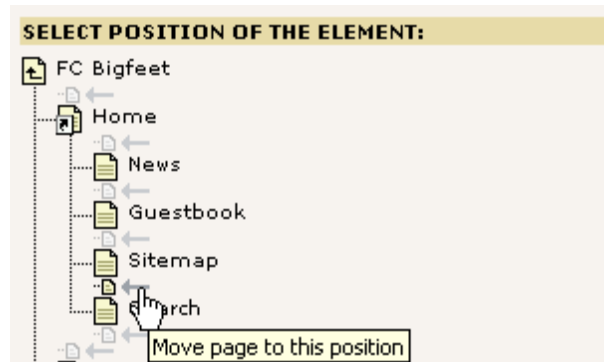 SELECT POSITION OF THE ELEMENT:
FC Bigfeet
Home
News
Guestbook
Sitemap
Move page to this position